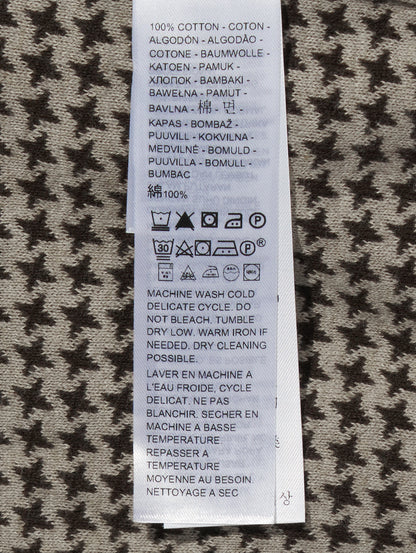 100% COTTON - COTON -
ALGODÓN - ALGODÃO -
COTONE - BAUMWOLLE -
KATOEN - PAMUK -
ХЛОПОК - BAMBAKI -
BAWEŁNA - PAMUT -
BAVLNA - 棉 - 면 -
KAPAS - BOMBAŽ -
PUUVILL - KOKVILNA -
MEDVILNĖ - BOMULD -
PUUVILLA - BOMULL -
BUMBAC
綿100%
P
30 P ®
MACHINE WASH COLD
DELICATE CYCLE. DO
NOT BLEACH. TUMBLE
DRY LOW. WARM IRON IF
NEEDED. DRY CLEANING
POSSIBLE.
LAVER EN MACHINE A
L'EAU FROIDE, CYCLE
DELICAT. NE PAS
BLANCHIR. SECHER EN
MACHINE A BASSE
TEMPERATURE
REPASSER A
TEMPERATURE
MOYENNE AU BESOIN
NETTOYAGE A SEC
상